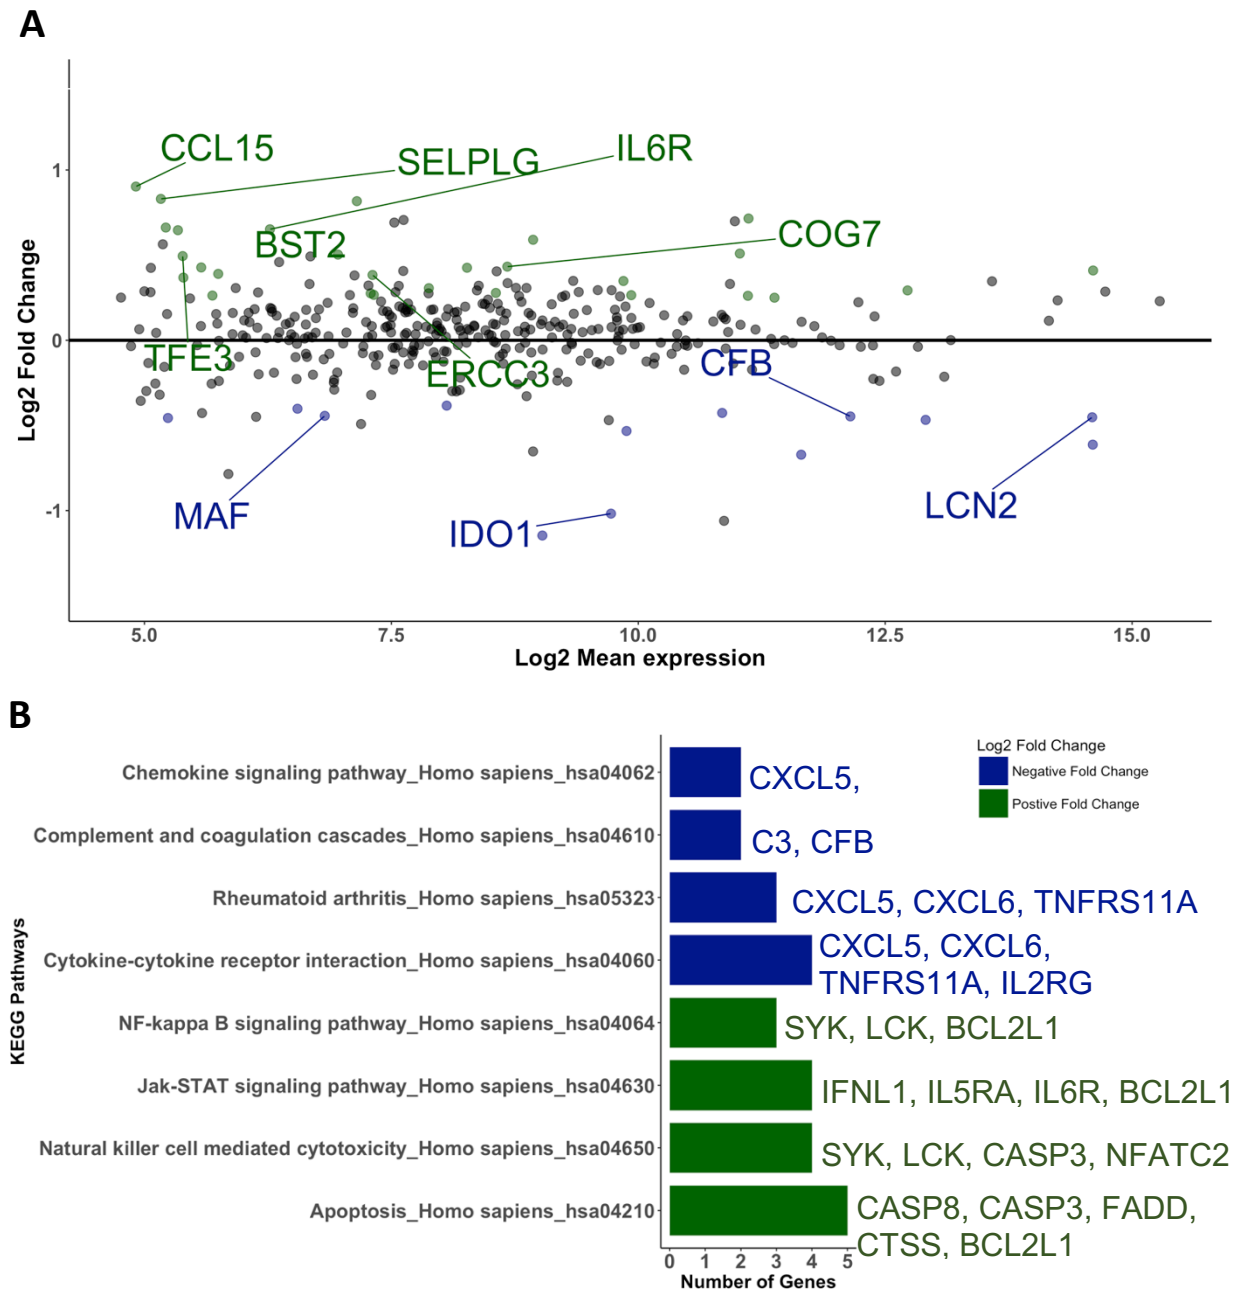 A
CCL15
SELPLG
IL6R
BST2
COG7
TFE3
ERCC3
CFB
MAF
IDO1
LCN2
1
0
-1
Log2 Fold Change
5.0 7.5 10.0 12.5 15.0
Log2 Mean expression
B
Log2 Fold Change
Negative Fold Change
Postive Fold Change
KEGG Pathways
Chemokine signaling pathway_Homo sapiens_hsa04062
CXCL5,
Complement and coagulation cascades_Homo sapiens_hsa04610
C3, CFB
Rheumatoid arthritis_Homo sapiens_hsa05323
CXCL5, CXCL6, TNFRS11A
Cytokine-cytokine receptor interaction_Homo sapiens_hsa04060
CXCL5, CXCL6,
TNFRS11A, IL2RG
NF-kappa B signaling pathway_Homo sapiens_hsa04064
SYK, LCK, BCL2L1
Jak-STAT signaling pathway_Homo sapiens_hsa04630
IFNL1, IL5RA, IL6R, BCL2L1
Natural killer cell mediated cytotoxicity_Homo sapiens_hsa04650
SYK, LCK, CASP3, NFATC2
Apoptosis_Homo sapiens_hsa04210
CASP8, CASP3, FADD,
CTSS, BCL2L1
0 1 2 3 4 5
Number of Genes